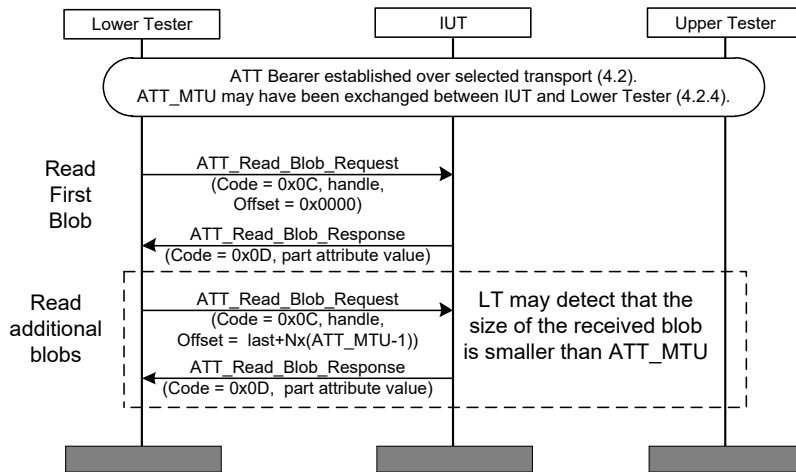 Lower Tester
IUT
Upper Tester
ATT Bearer established over selected transport (4.2).
ATT_MTU may have been exchanged between IUT and Lower Tester (4.2.4).
Read
First
Blob
ATT_Read_Blob_Request
(Code = 0x0C, handle,
Offset = 0x0000)
ATT_Read_Blob_Response
(Code = 0x0D, part attribute value)
Read
additional
blobs
ATT_Read_Blob_Request
(Code = 0x0C, handle,
Offset = last+Nx(ATT_MTU-1))
ATT_Read_Blob_Response
(Code = 0x0D, part attribute value)
LT may detect that the
size of the received blob
is smaller than ATT_MTU